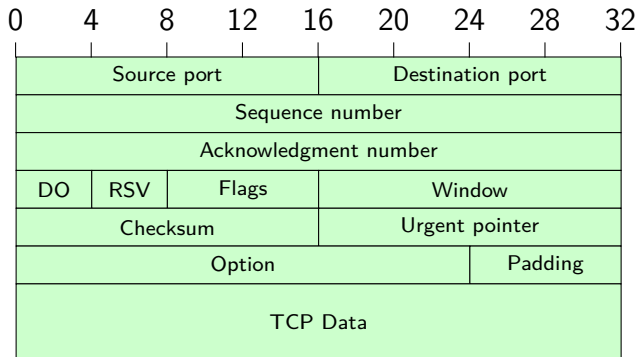 0 4 8 12 16 20 24 28 32
Source port Destination port
Sequence number
Acknowledgment number
DO RSV Flags Window
Checksum Urgent pointer
Option Padding
TCP Data